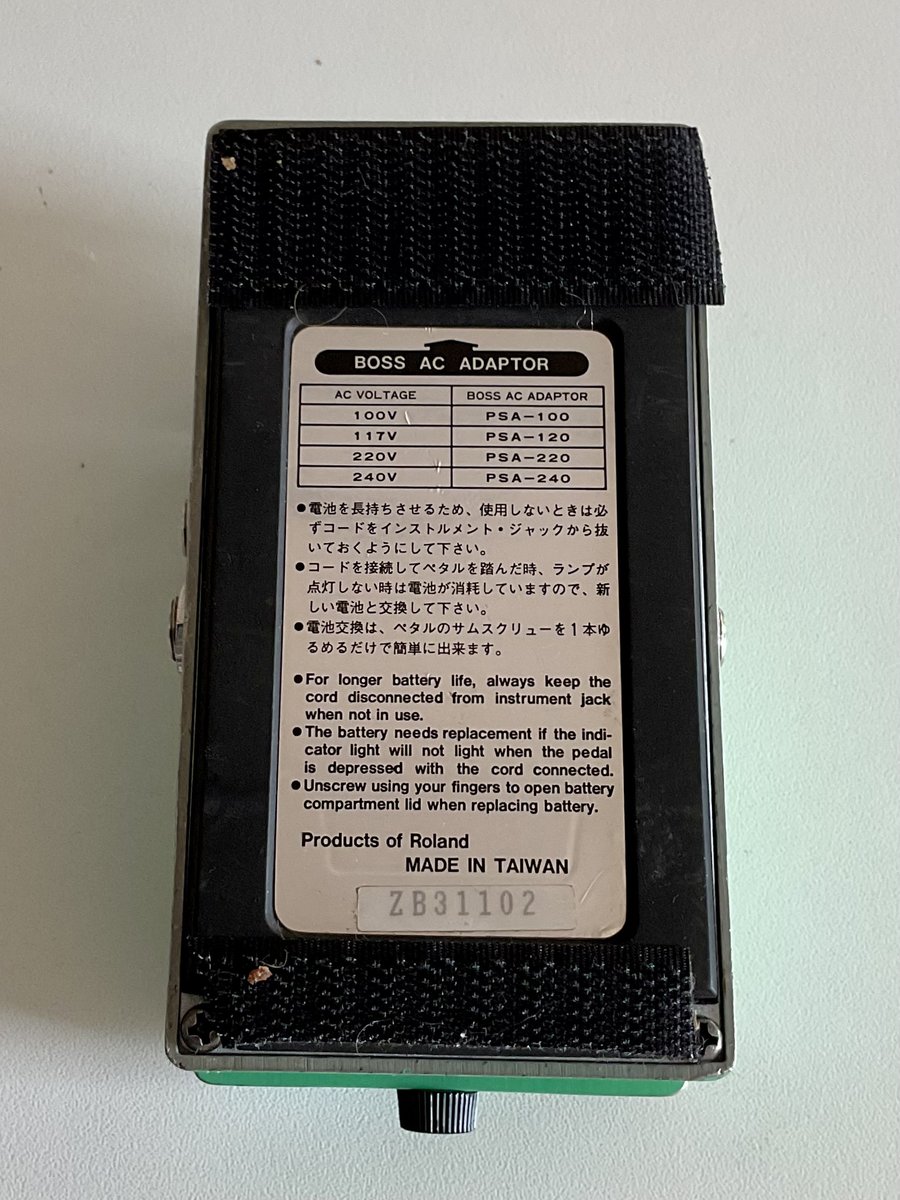 BOSS AC ADAPTOR
AC VOLTAGE BOSS AC ADAPTOR
100V PSA-100
117V PSA-120
220V PSA-220
240V PSA-240
●電池を長持ちさせるため、使用しないときは必
ずコードをインストルメント・ジャックから抜
いておくようにして下さい。
●コードを接続してペタルを踏んだ時、ランプが
点灯しない時は電池が消耗していますので、新
しい電池と交換して下さい。
●電池交換は、ペタルのサムスクリューを1本ゆ
るめるだけで簡単に出来ます。
●For longer battery life, always keep the
cord disconnected from instrument jack
when not in use.
●The battery needs replacement if the indi-
cator light will not light when the pedal
is depressed with the cord connected.
●Unscrew using your fingers to open battery
compartment lid when replacing battery.
Products of Roland
MADE IN TAIWAN
ZB31102